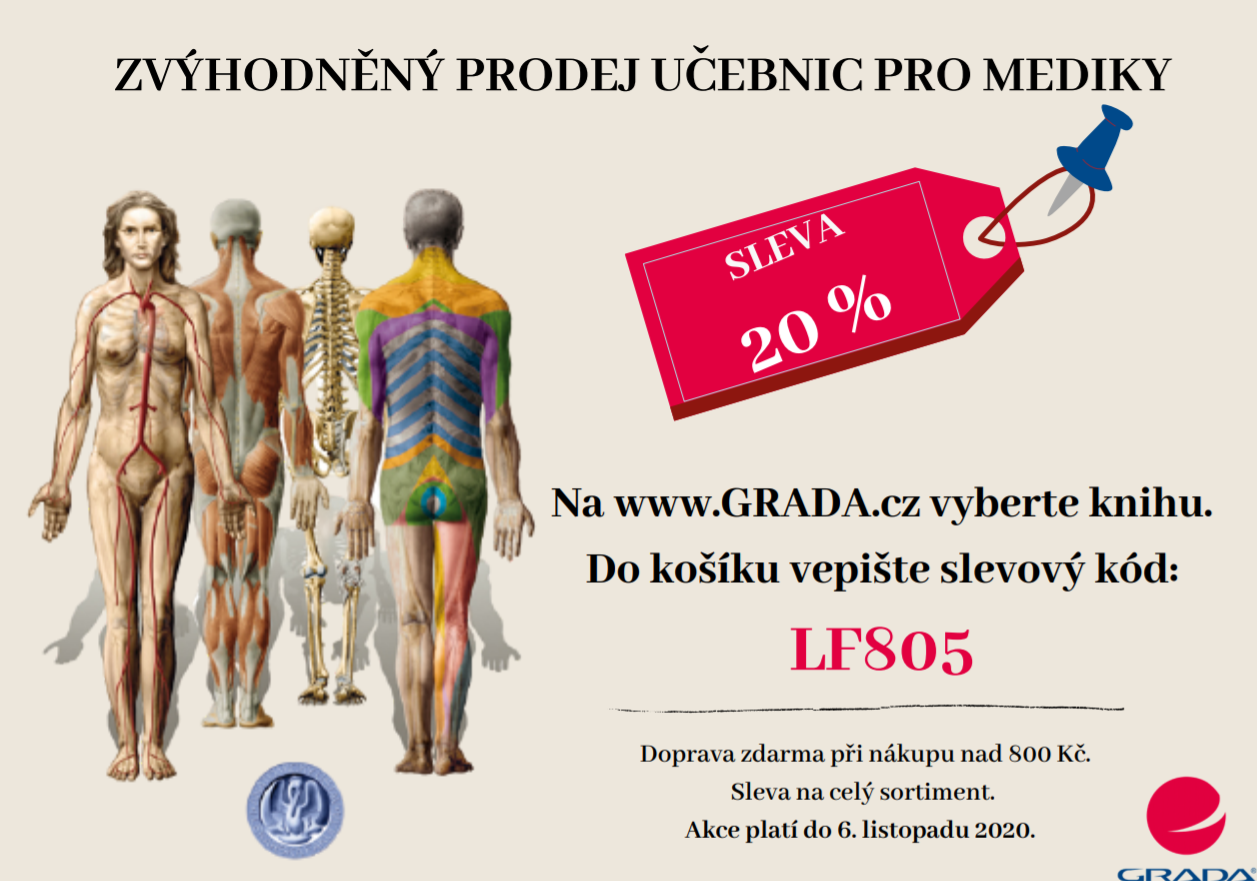 ZVÝHODNĚNÝ PRODEJ UČEBNIC PRO MEDIKY
SLEVA
20 %
Na www.GRADA.cz vyberte knihu.
Do košíku vepište slevový kód:
LF805
Doprava zdarma při nákupu nad 800 Kč.
Sleva na celý sortiment.
Akce platí do 6. listopadu 2020.
GRADA